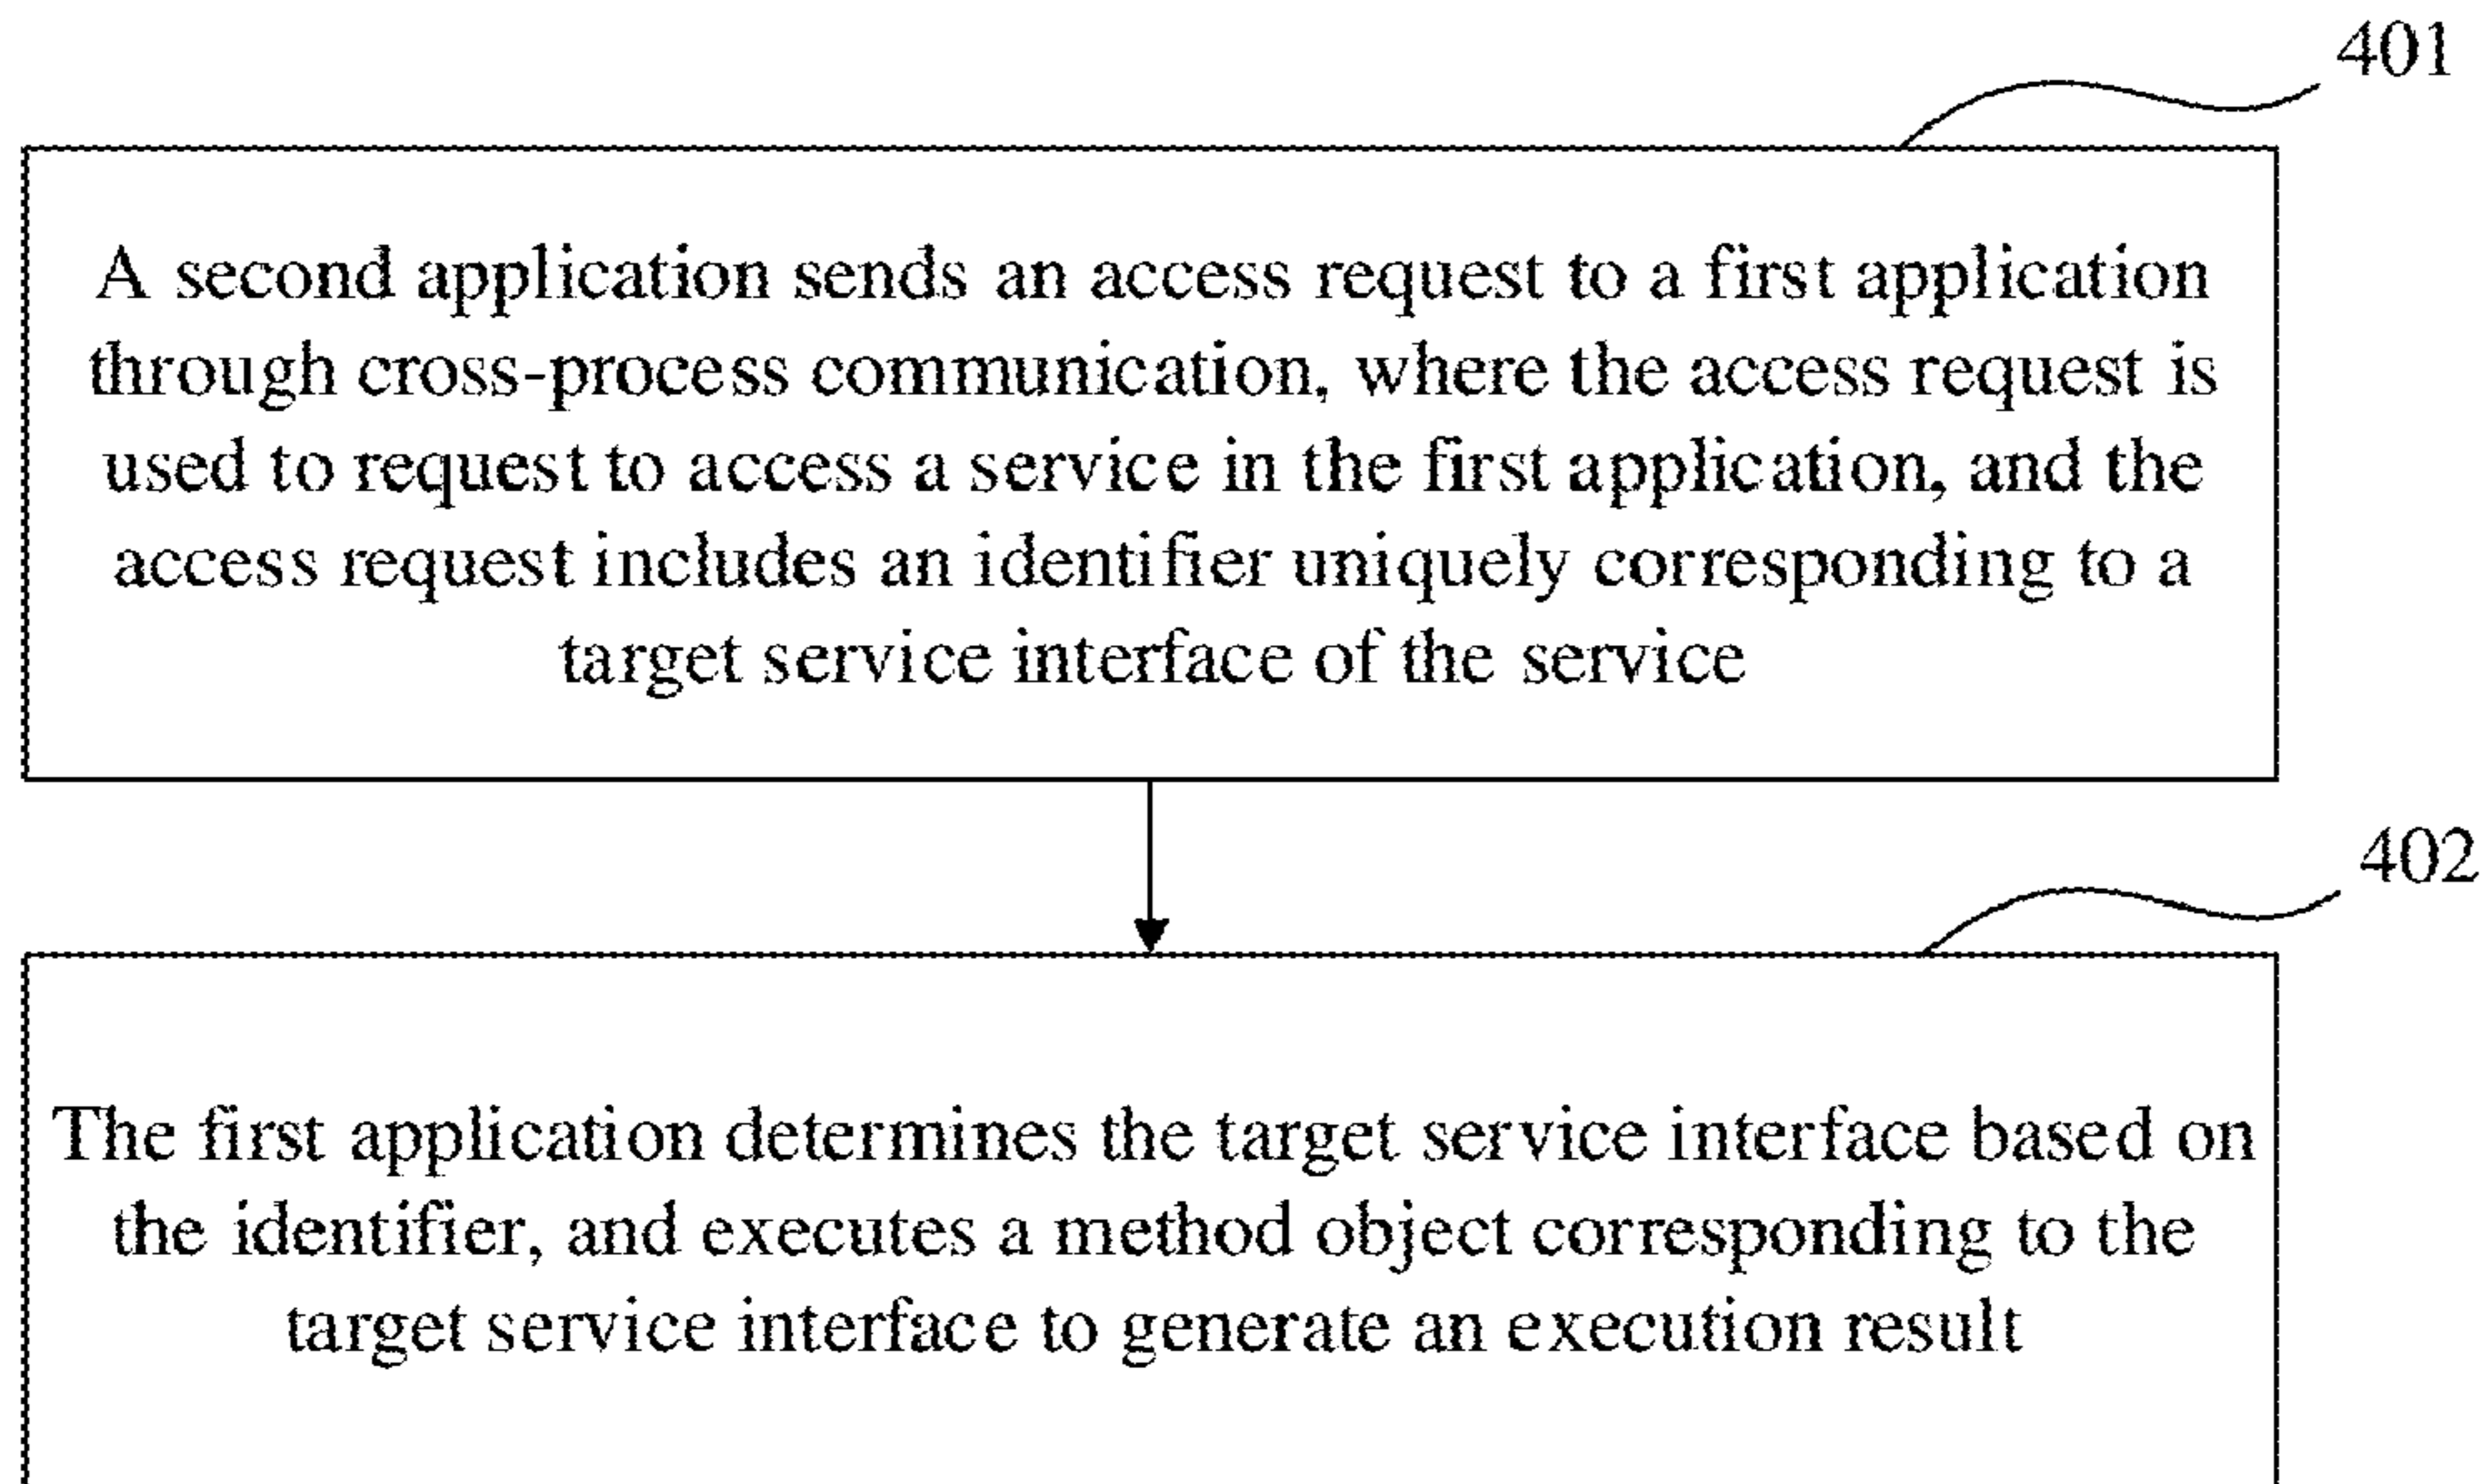 401
A second application sends an access request to a first application
through cross-process communication, where the access request is
used to request to access a service in the first application, and the
access request includes an identifier uniquely corresponding to a
target service interface of the service
402
The first application determines the target service interface based on
the identifier, and executes a method object corresponding to the
target service interface to generate an execution result